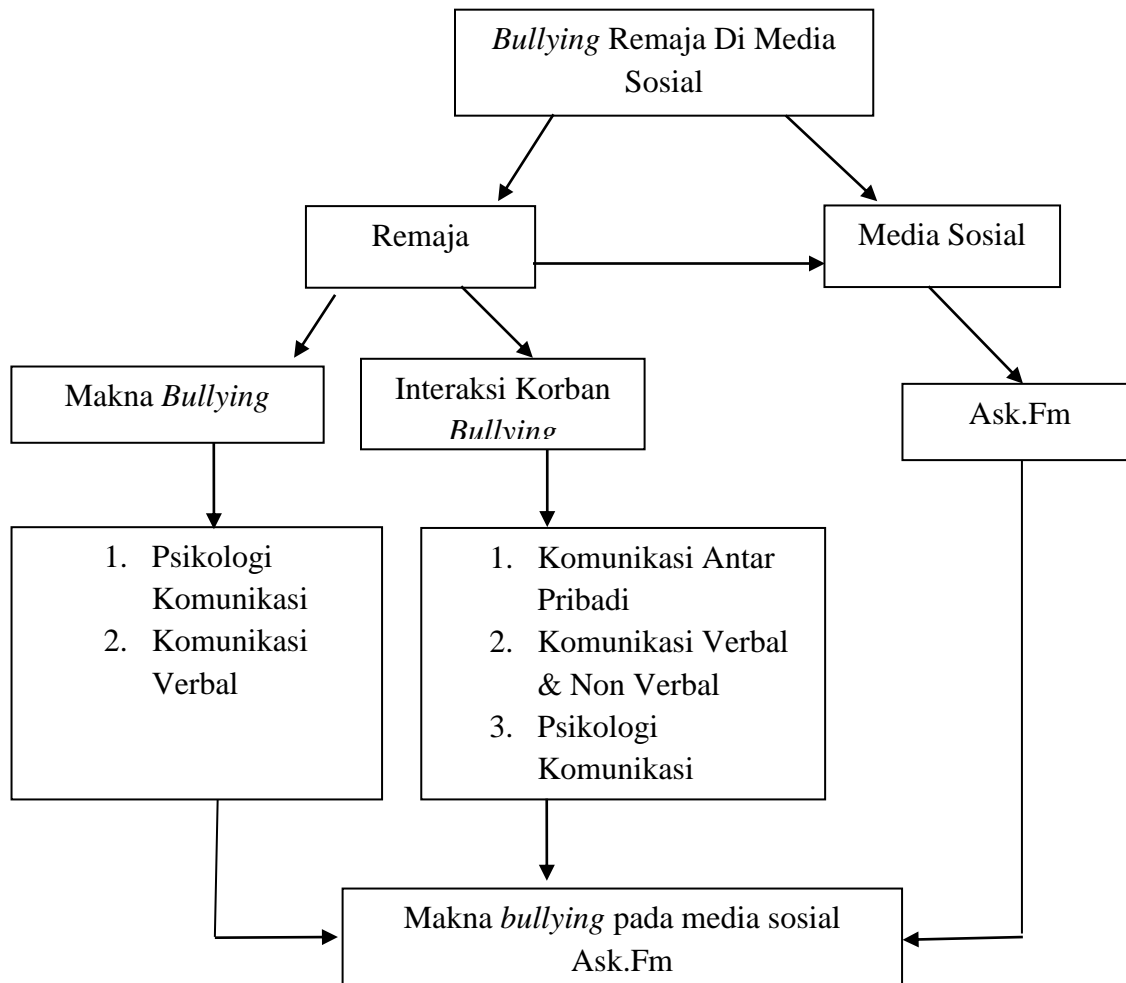 Bullying Remaja Di Media
Sosial
Remaja
Media Sosial
Makna Bullying
Interaksi Korban
Bullying
Ask.Fm
1. Psikologi
Komunikasi
2. Komunikasi
Verbal
1. Komunikasi Antar
Pribadi
2. Komunikasi Verbal
& Non Verbal
3. Psikologi
Komunikasi
Makna bullying pada media sosial
Ask.Fm